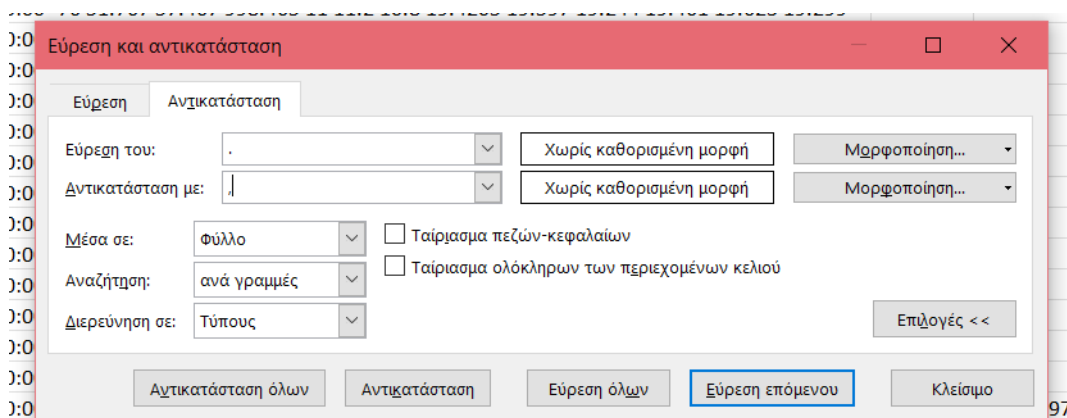 Εύρεση και αντικατάσταση
Εύρεση Αντικατάσταση
Εύρεση του: . Χωρίς καθορισμένη μορφή Μορφοποίηση...
Αντικατάσταση με: , Χωρίς καθορισμένη μορφή Μορφοποίηση...
Μέσα σε: Φύλλο Ταίριασμα πεζών-κεφαλαίων
Ταίριασμα ολόκληρων των περιεχομένων κελιού
Αναζήτηση: ανά γραμμές
Διερεύνηση σε: Τύπους Επιλογές <<
Αντικατάσταση όλων Αντικατάσταση Εύρεση όλων Εύρεση επόμενου Κλείσιμο